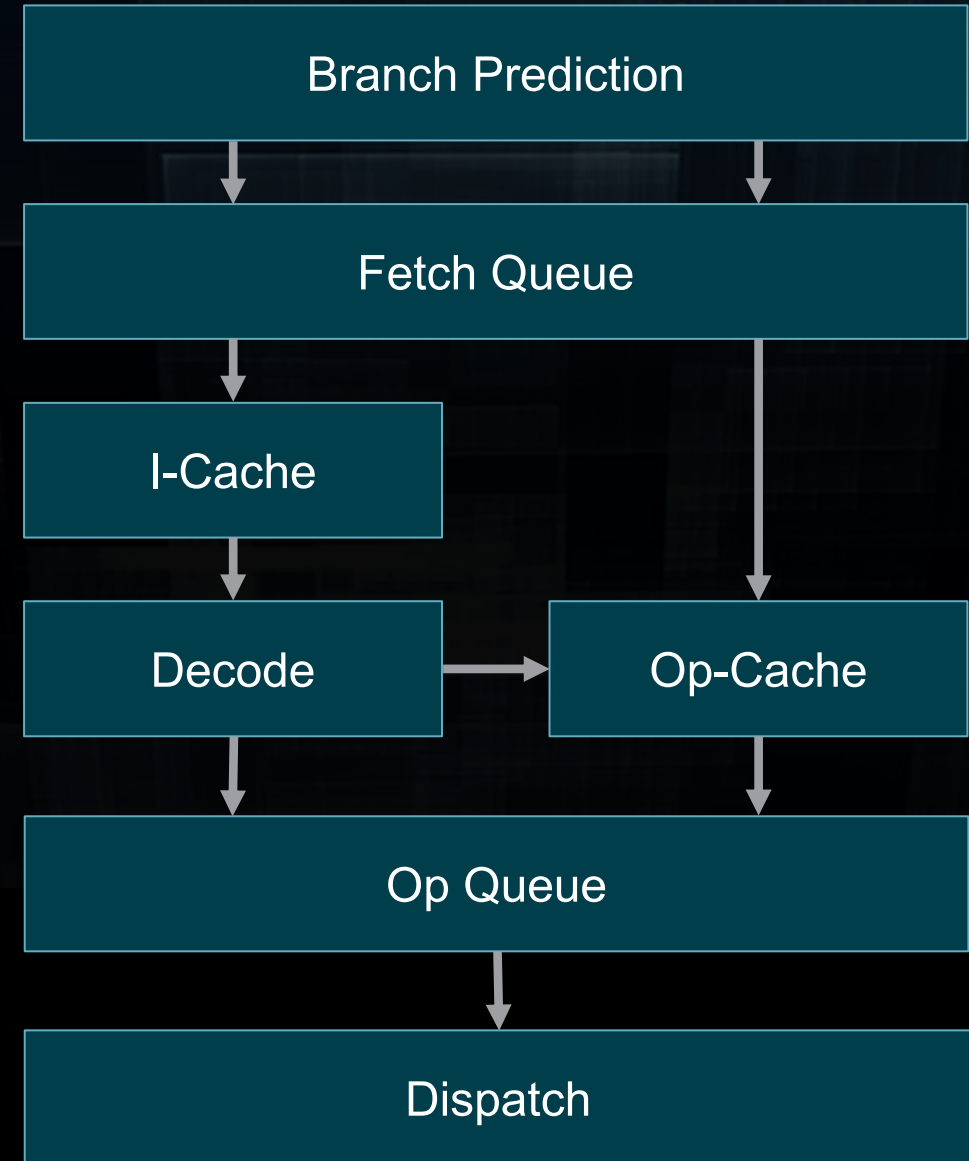 Branch Prediction
Fetch Queue
I-Cache
Decode
Op-Cache
Op Queue
Dispatch